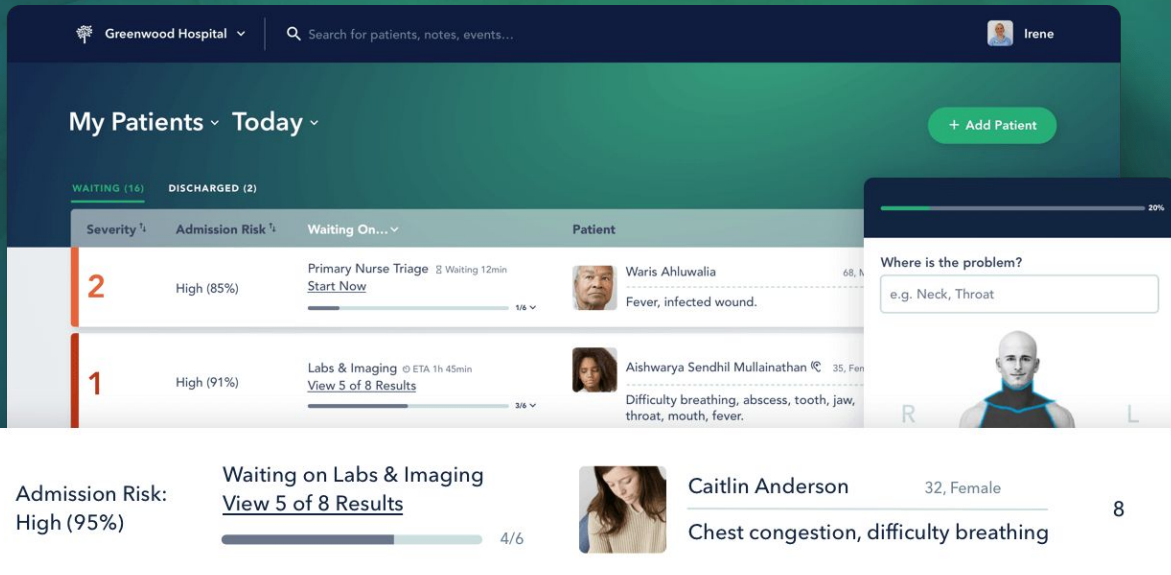 Greenwood Hospital
Search for patients, notes, events...
Irene
My Patients Today
+ Add Patient
WAITING (16) DISCHARGED (2)
20%
Severity Admission Risk Waiting On... Patient
Where is the problem?
e.g. Neck, Throat
2
High (85%)
Primary Nurse Triage Waiting 12min
Start Now
1/6
Waris Ahluwalia 68, M
Fever, infected wound.
1
High (91%)
Labs & Imaging ETA 1h 45min
View 5 of 8 Results
3/6
Aishwarya Sendhil Mullainathan 35, Fem
Difficulty breathing, abscess, tooth, jaw,
throat, mouth, fever.
R L
Admission Risk:
High (95%)
Waiting on Labs & Imaging
View 5 of 8 Results
4/6
Caitlin Anderson 32, Female
Chest congestion, difficulty breathing
8